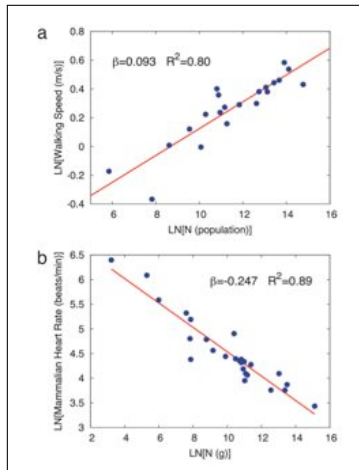 a
β=0.093 R²=0.80
LN[Walking Speed (m/s)]
0.8
0.6
0.4
0.2
0
-0.2
-0.4
6 8 10 12 14 16
LN[N (population)]
b
β=-0.247 R²=0.89
LN[Mammalian Heart Rate (beats/min)]
6.5
6
5.5
5
4.5
4
3.5
3
2 4 6 8 10 12 14 16
LN[N (g)]